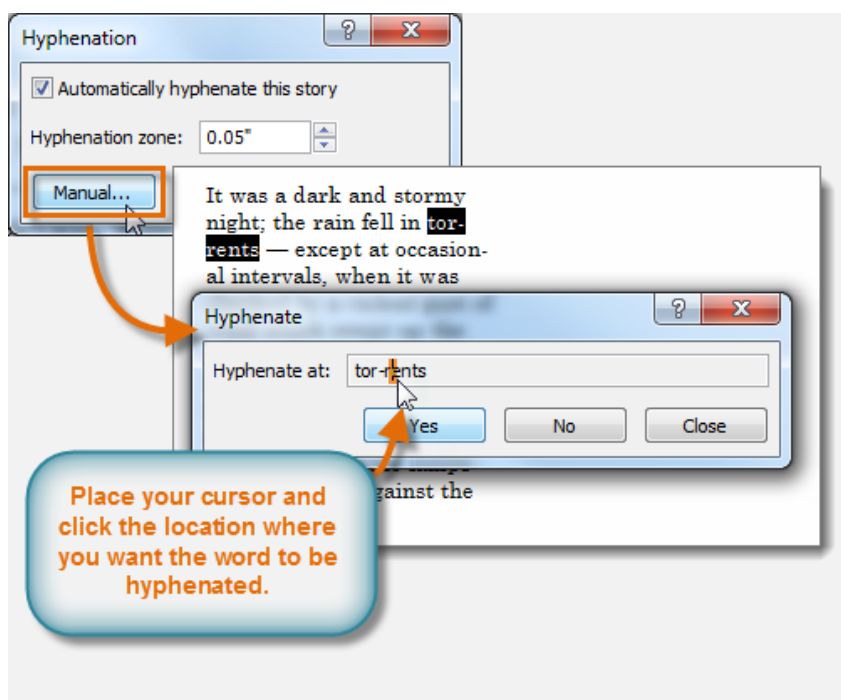 Hyphenation
Automatically hyphenate this story
Hyphenation zone: 0.05"
Manual...
It was a dark and stormy
night; the rain fell in tor-
rents — except at occasion-
al intervals, when it was
Hyphenate
Hyphenate at: tor-rents
Yes No Close
gainst the
Place your cursor and
click the location where
you want the word to be
hyphenated.